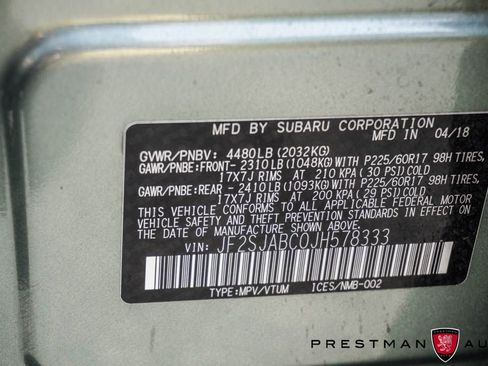 MFD BY SUBARU CORPORATION
MFD IN 04/18
GVWR/PNBV: 4480LB(2032KG)
GAWR/PNBE:FRONT- 2310LB(1048KG)WITH P225/60R17 98H TIRES,
17X7J RIMS AT 210 KPA ( 30 PSI)COLD
GAWR/PNBE:REAR - 2410LB(1093KG)WITH P225/60R17 98H TIRES,
17X7J RIMS AT 200 KPA( 29 PSI)COLD
THIS VEHICLE CONFORMS TO ALL APPLICABLE FEDERAL MOTOR
VEHICLE SAFETY AND THEFT PREVENTION STANDARDS IN EFFECT ON
THE DATE OF MANUFACTURE SHOWN ABOVE.
VIN: JF2SJABC0JH578333
TYPE:MPV/VTUM ICES/NMB-002
PRESTMAN AU